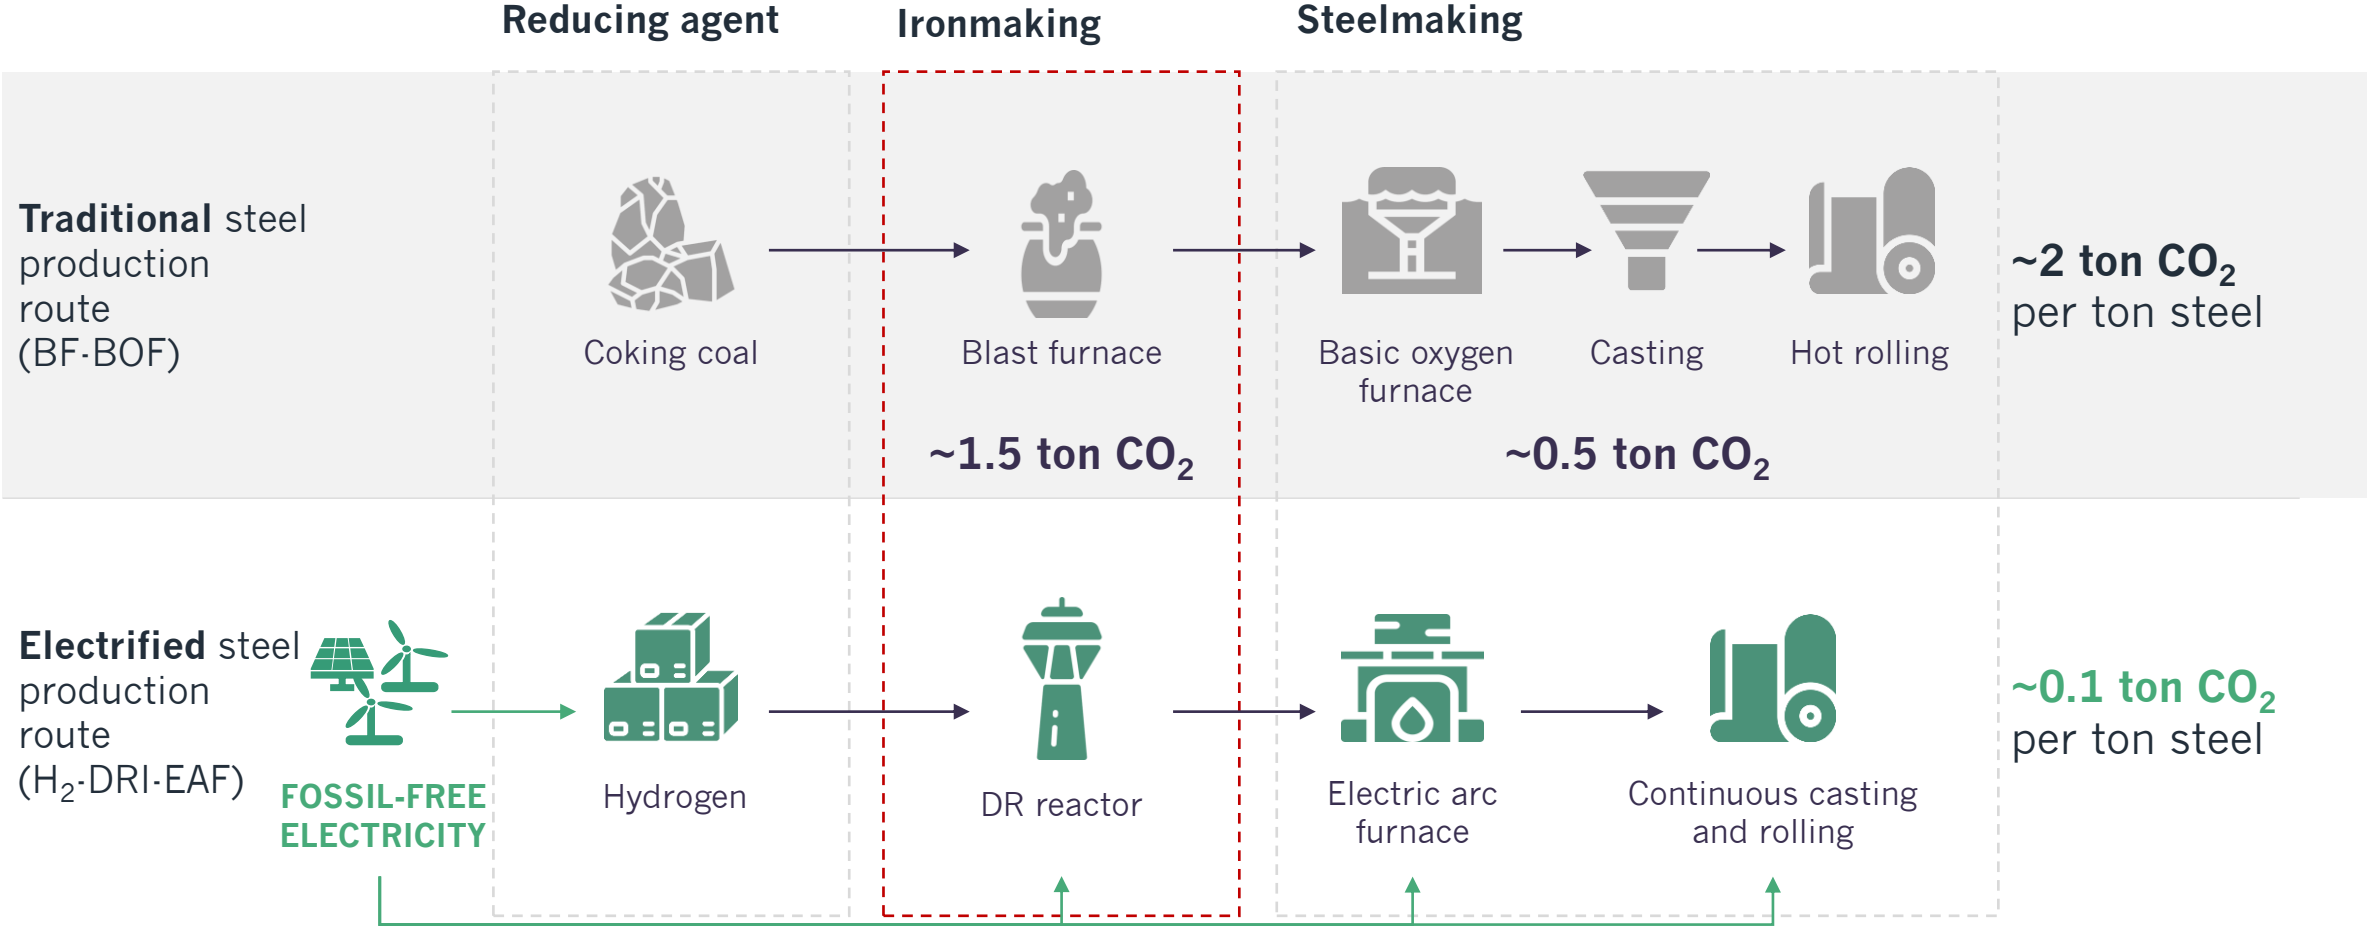 Reducing agent
Ironmaking
Steelmaking
Traditional steel
production
route
(BF-BOF)
Coking coal
Blast furnace
Basic oxygen
furnace
Casting
Hot rolling
~1.5 ton CO₂
~0.5 ton CO₂
~2 ton CO₂
per ton steel
Electrified steel
production
route
(H₂-DRI-EAF)
FOSSIL-FREE
ELECTRICITY
Hydrogen
DR reactor
Electric arc
furnace
Continuous casting
and rolling
~0.1 ton CO₂
per ton steel